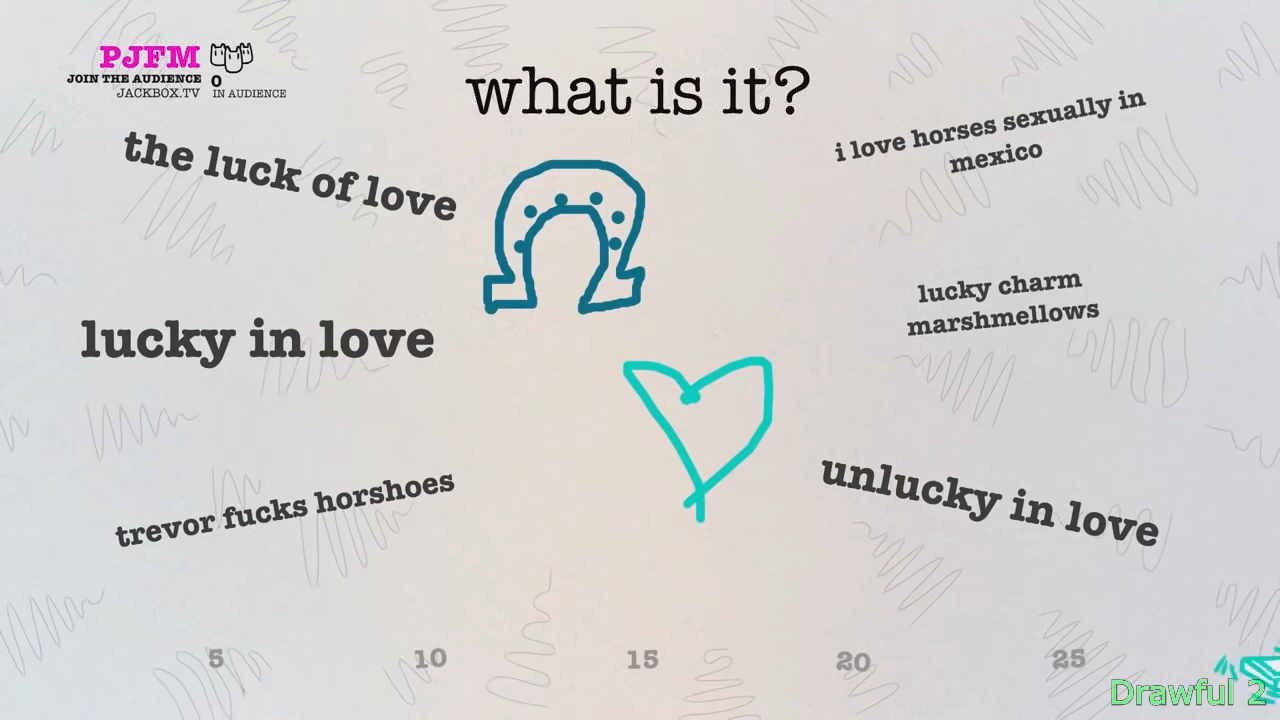 PJFM
JOIN THE AUDIENCE
JACKBOX.TV
0
IN AUDIENCE
what is it?
the luck of love
i love horses sexually in
mexico
lucky in love
lucky charm
marshmellows
trevor fucks horshoes
unlucky in love
5 10 15 20 25
Drawful 2